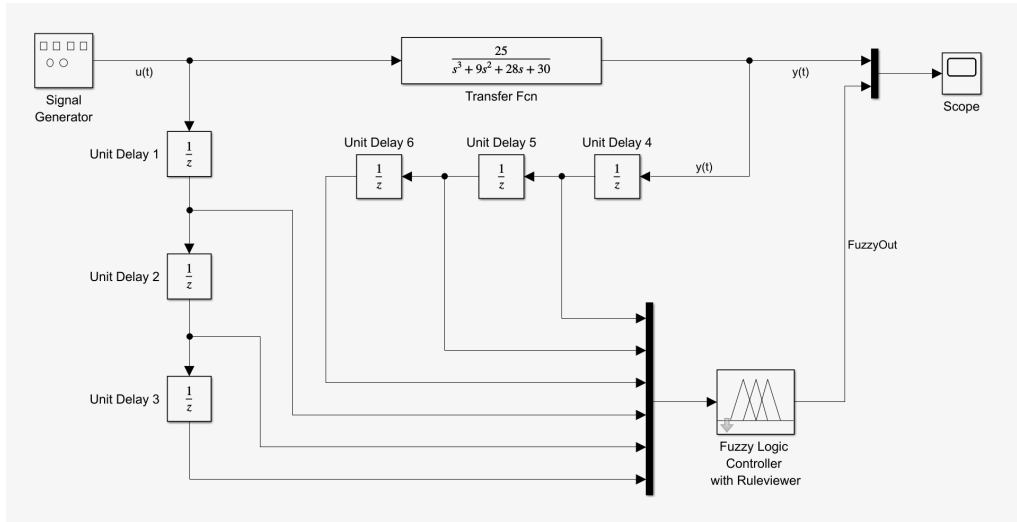 u(t)
25
s³ + 9s² + 28s + 30
Transfer Fcn
y(t)
Signal
Generator
Scope
Unit Delay 1
1
z
Unit Delay 6
1
z
Unit Delay 5
1
z
Unit Delay 4
1
z
y(t)
FuzzyOut
Unit Delay 2
1
z
Unit Delay 3
1
z
Fuzzy Logic
Controller
with Ruleviewer